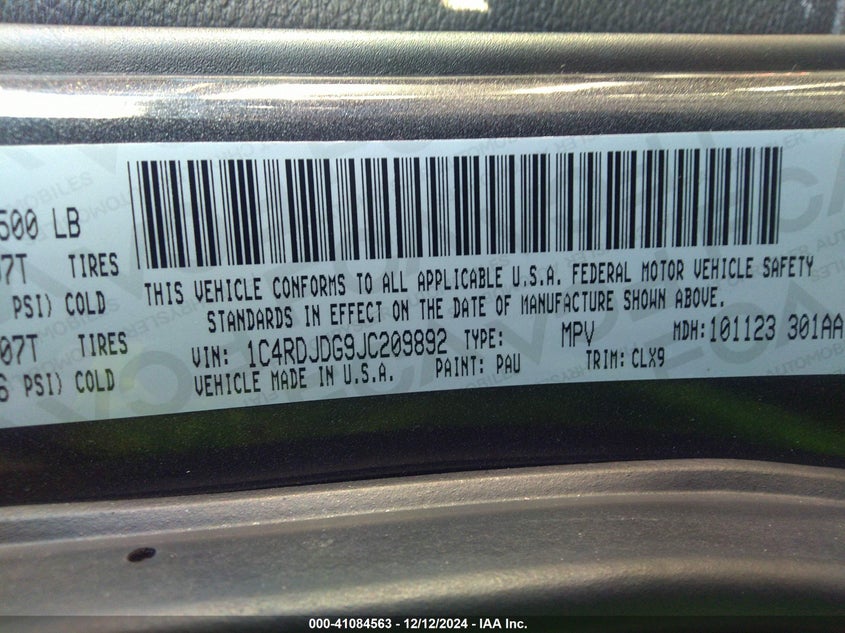 500 LB
07T TIRES
PSI) COLD
07T TIRES
6 PSI) COLD
THIS VEHICLE CONFORMS TO ALL APPLICABLE U.S.A. FEDERAL MOTOR VEHICLE SAFETY
STANDARDS IN EFFECT ON THE DATE OF MANUFACTURE SHOWN ABOVE.
VIN: 1C4RDJDG9JC209892 TYPE: MPV MDH: 101123 301AA
VEHICLE MADE IN U.S.A. PAINT: PAU TRIM: CLX9
000-41084563 - 12/12/2024 - IAA Inc.